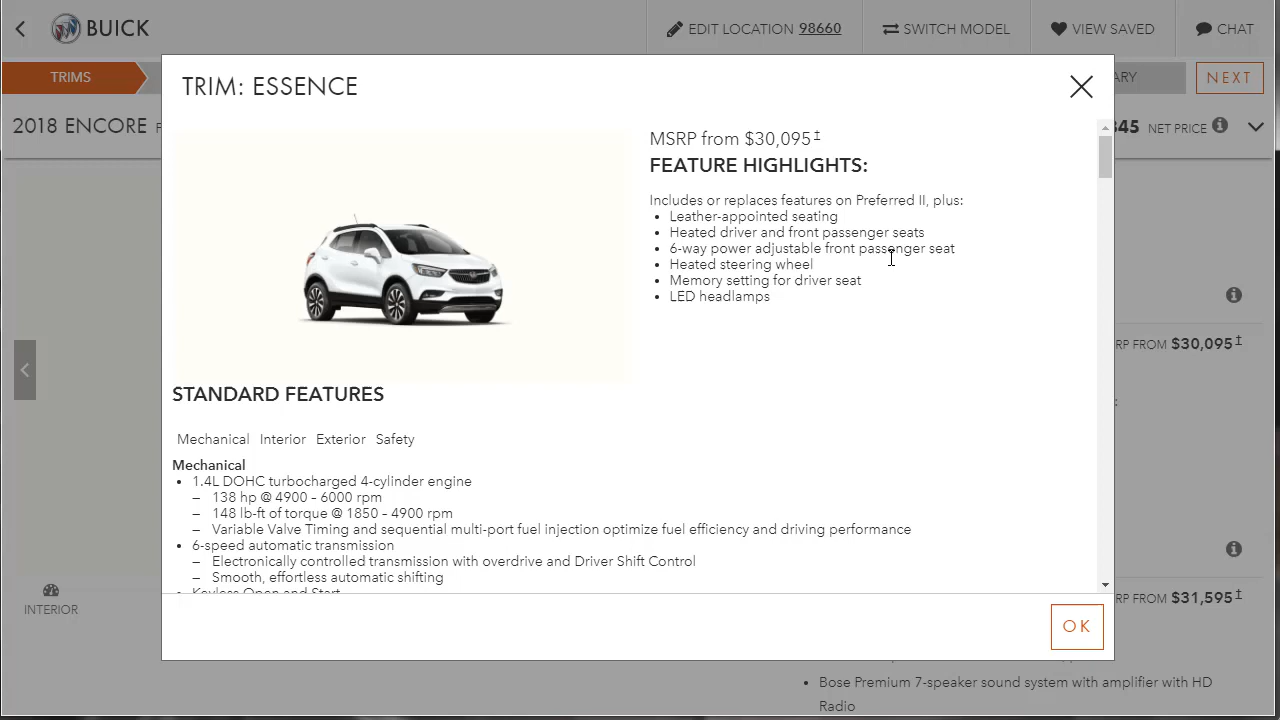 BUICK
EDIT LOCATION 98660
SWITCH MODEL
VIEW SAVED
CHAT
TRIMS
ARY
NEXT
2018 ENCORE
NET PRICE
TRIM: ESSENCE
MSRP from $30,095‡
FEATURE HIGHLIGHTS:
Includes or replaces features on Preferred II, plus:
• Leather-appointed seating
• Heated driver and front passenger seats
• 6-way power adjustable front passenger seat
• Heated steering wheel
• Memory setting for driver seat
• LED headlamps
STANDARD FEATURES
Mechanical Interior Exterior Safety
Mechanical
• 1.4L DOHC turbocharged 4-cylinder engine
– 138 hp @ 4900 – 6000 rpm
– 148 lb-ft of torque @ 1850 – 4900 rpm
– Variable Valve Timing and sequential multi-port fuel injection optimize fuel efficiency and driving performance
• 6-speed automatic transmission
– Electronically controlled transmission with overdrive and Driver Shift Control
– Smooth, effortless automatic shifting
• Keyless Open and Start
OK
RP FROM $30,095‡
RP FROM $31,595‡
INTERIOR
• Bose Premium 7-speaker sound system with amplifier with HD
Radio